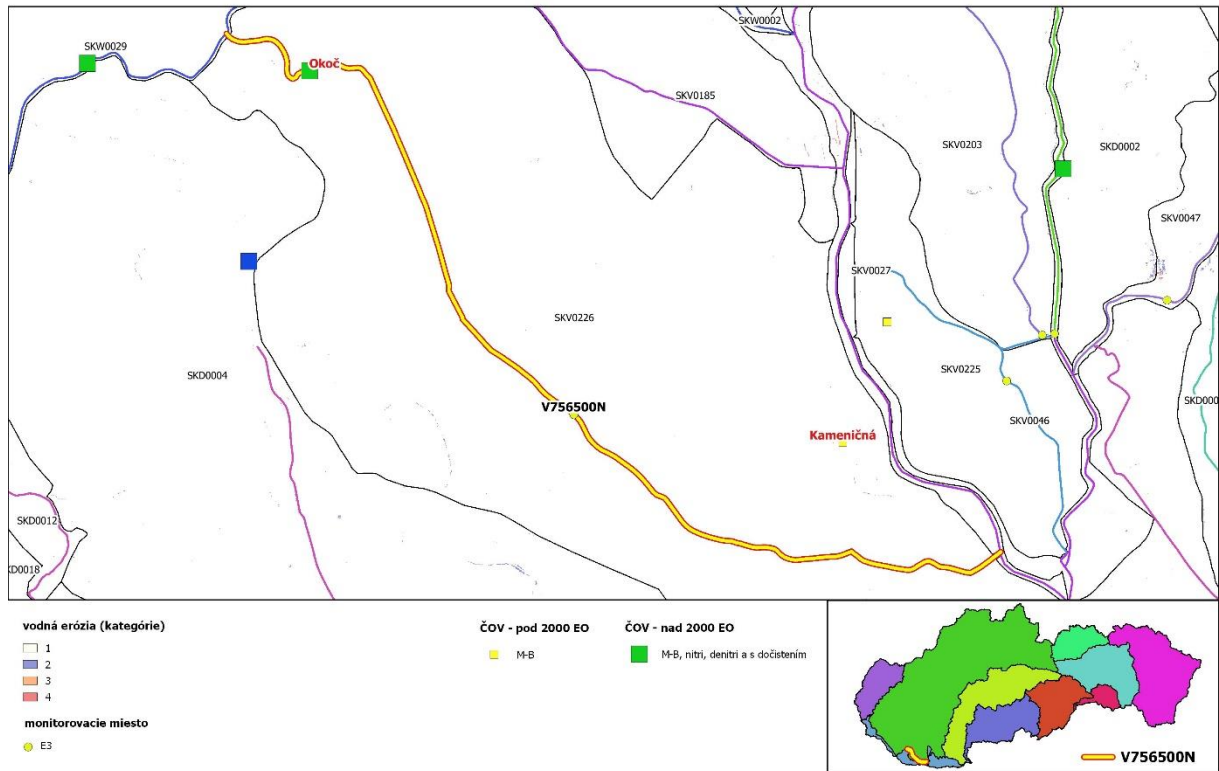 SKW0002
SKW0029
Okoč
SKV0185
SKV0203
SKD0002
SKV0047
SKV0027
SKV0226
SKV0225
SKD0004
SKD000
V756500N
SKV0046
Kameničná
SKD0012
KD0018
vodná erózia (kategórie)
1
2
3
4
monitorovacie miesto
E3
ČOV - pod 2000 EO
M-B
ČOV - nad 2000 EO
M-B, nitri, denitri a s dočistením
V756500N